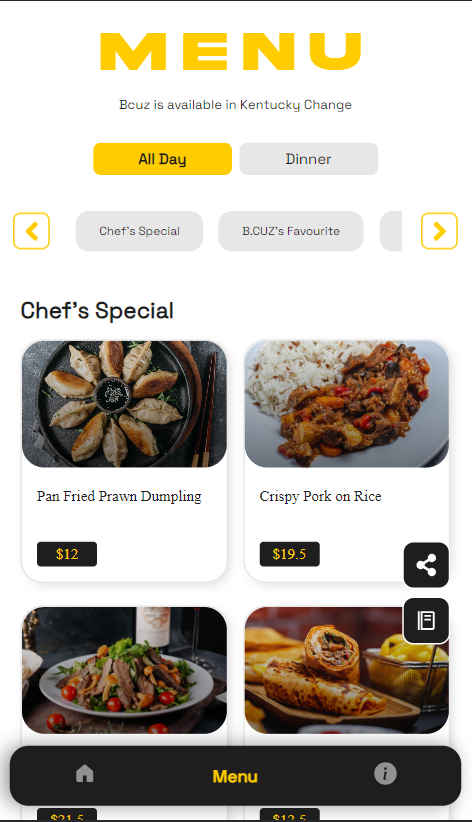 MENU
Bcuz is available in Kentucky Change
All Day
Dinner
Chef's Special
B.CUZ's Favourite
Chef's Special
Pan Fried Prawn Dumpling
Crispy Pork on Rice
$12
$19.5
Menu
$21.5
$12.5